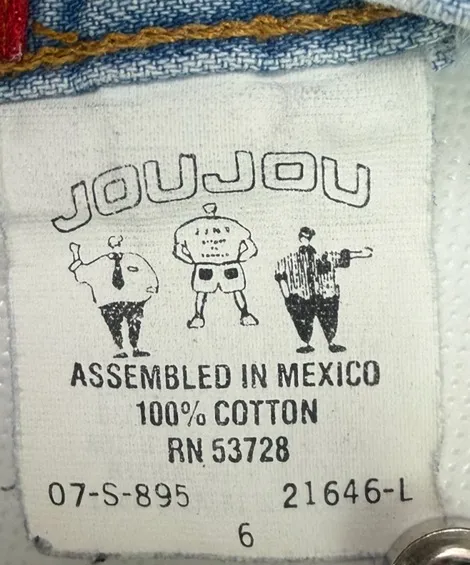 JOUJOU
ASSEMBLED IN MEXICO
100% COTTON
RN 53728
07-S-895 21646-L
6